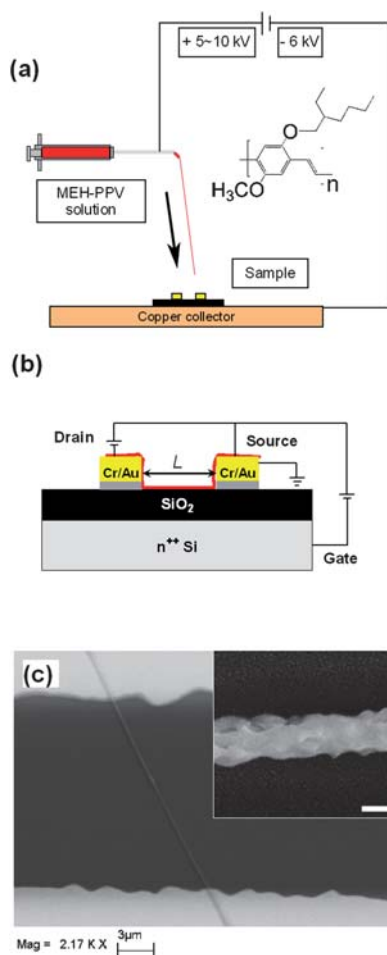 (a)
+ 5~10 kV
- 6 kV
MEH-PPV
solution
O
H₃CO
n
Sample
Copper collector
(b)
Drain
L
Source
Cr/Au
Cr/Au
SiO₂
n⁺⁺ Si
Gate
(c)
Mag = 2.17 K X
3µm